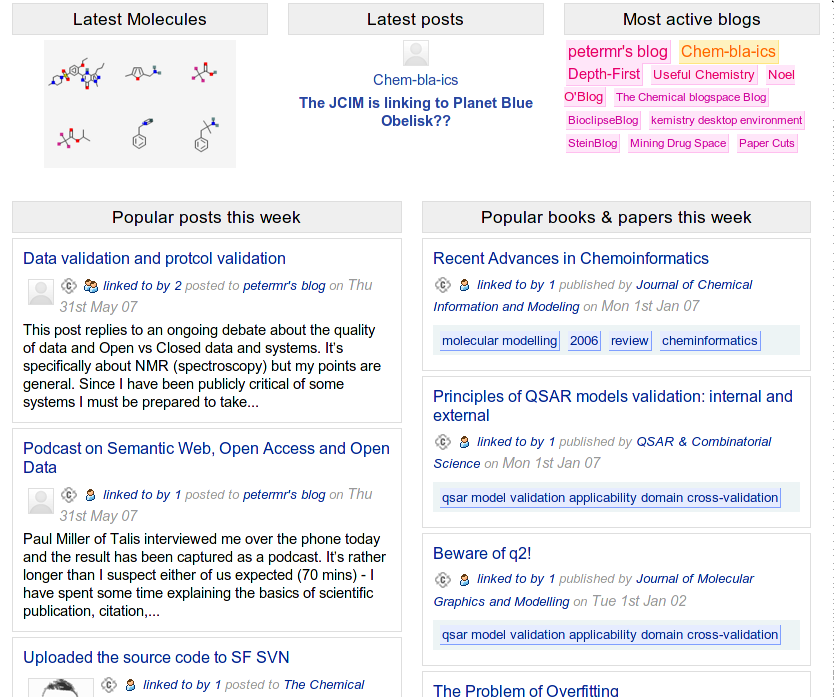 Latest Molecules
Latest posts
Chem-bla-ics
The JCIM is linking to Planet Blue
Obelisk??
Most active blogs
petermr's blog Chem-bla-ics
Depth-First Useful Chemistry Noel
O'Blog The Chemical blogspace Blog
BioclipseBlog kemistry desktop environment
SteinBlog Mining Drug Space Paper Cuts
Popular posts this week
Data validation and protcol validation
linked to by 2 posted to petermr's blog on Thu
31st May 07
This post replies to an ongoing debate about the quality
of data and Open vs Closed data and systems. It's
specifically about NMR (spectroscopy) but my points are
general. Since I have been publicly critical of some
systems I must be prepared to take...
Podcast on Semantic Web, Open Access and Open
Data
linked to by 1 posted to petermr's blog on Thu
31st May 07
Paul Miller of Talis interviewed me over the phone today
and the result has been captured as a podcast. It's rather
longer than I suspect either of us expected (70 mins) - I
have spent some time explaining the basics of scientific
publication, citation,...
Uploaded the source code to SF SVN
linked to by 1 posted to The Chemical
Popular books & papers this week
Recent Advances in Chemoinformatics
linked to by 1 published by Journal of Chemical
Information and Modeling on Mon 1st Jan 07
molecular modelling 2006 review cheminformatics
Principles of QSAR models validation: internal and
external
linked to by 1 published by QSAR & Combinatorial
Science on Mon 1st Jan 07
qsar model validation applicability domain cross-validation
Beware of q2!
linked to by 1 published by Journal of Molecular
Graphics and Modelling on Tue 1st Jan 02
qsar model validation applicability domain cross-validation
The Problem of Overfitting